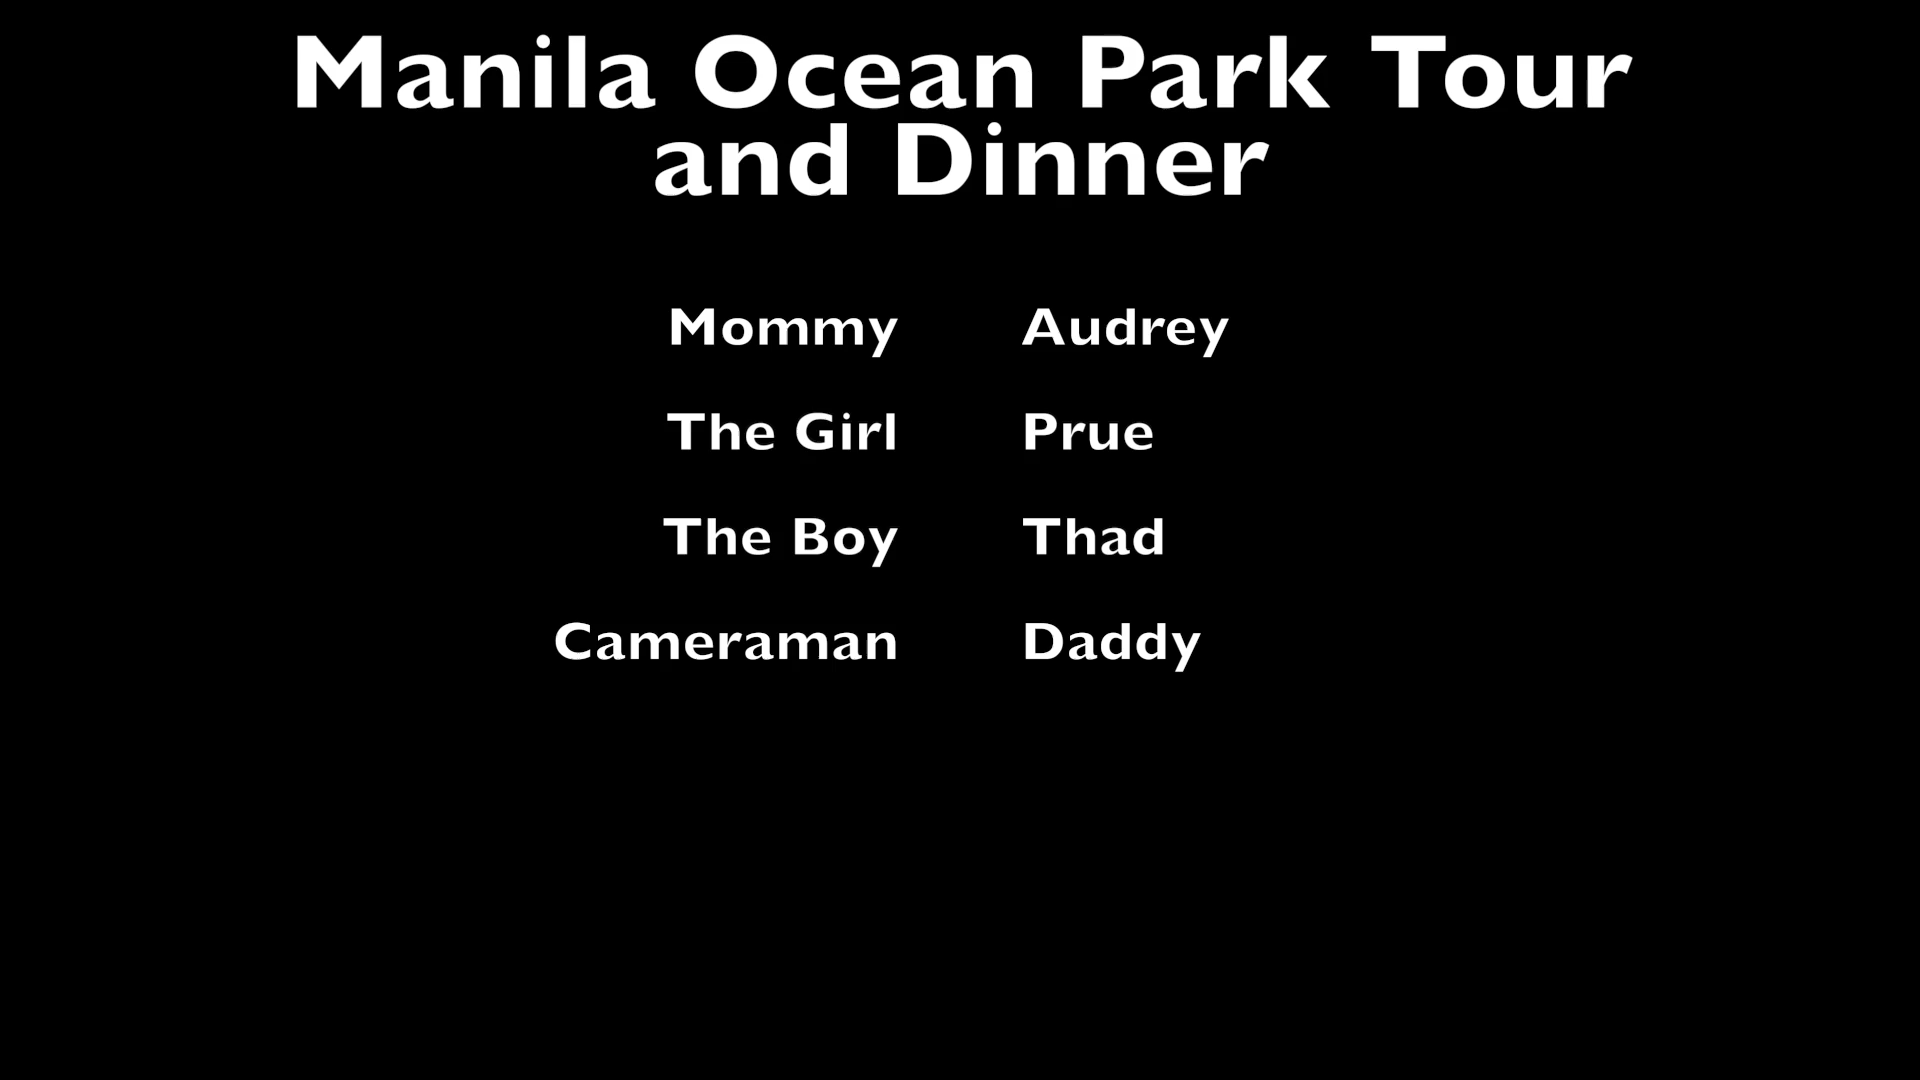 Manila Ocean Park Tour
and Dinner
Mommy Audrey
The Girl Prue
The Boy Thad
Cameraman Daddy